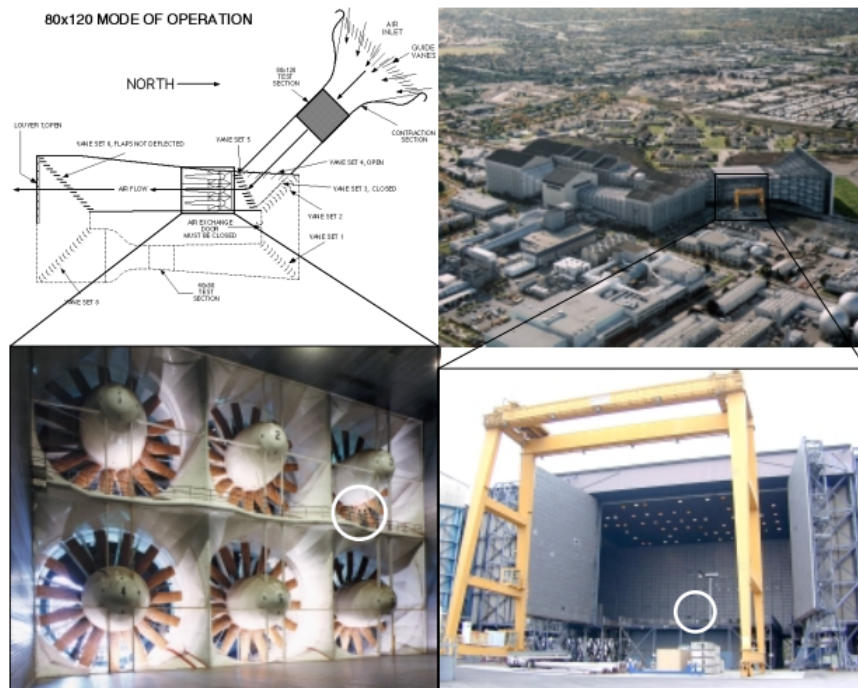 80x120 MODE OF OPERATION
AIR
INLET
GUIDE
VANES
80x120
TEST
SECTION
NORTH
CONTRACTION
SECTION
LOUVER 7, OPEN
VANE SET 6, FLAPS NOT DEFLECTED
VANE SET 5
VANE SET 4, OPEN
VANE SET 3, CLOSED
AIR FLOW
VANE SET 2
AIR EXCHANGE
DOOR
MUST BE CLOSED
VANE SET 1
40x80
TEST
SECTION
VANE SET 8
1
2
4